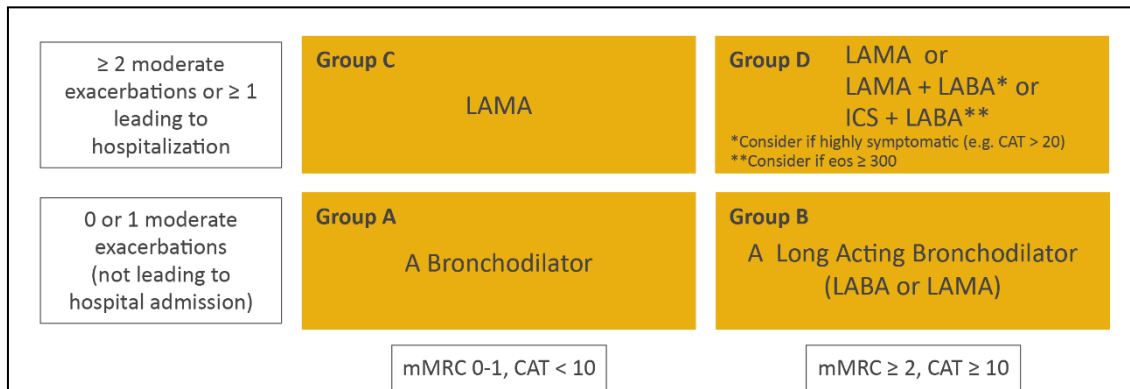 ≥ 2 moderate
exacerbations or ≥ 1
leading to
hospitalization
Group C
LAMA
Group D
LAMA or
LAMA + LABA* or
ICS + LABA**
*Consider if highly symptomatic (e.g. CAT > 20)
**Consider if eos ≥ 300
0 or 1 moderate
exacerbations
(not leading to
hospital admission)
Group A
A Bronchodilator
Group B
A Long Acting Bronchodilator
(LABA or LAMA)
mMRC 0-1, CAT < 10
mMRC ≥ 2, CAT ≥ 10